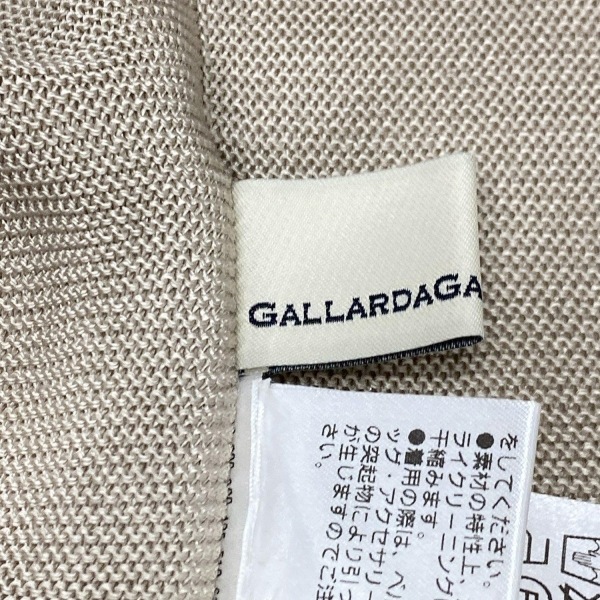 GALLARDAGA
をしてください。
●素材の特性上、
ライクリーニング
干縮みます。
●着用の際は、ベル
ッグ・アクセサリー
の突起物により引っ
が生じますのでご注
さい。